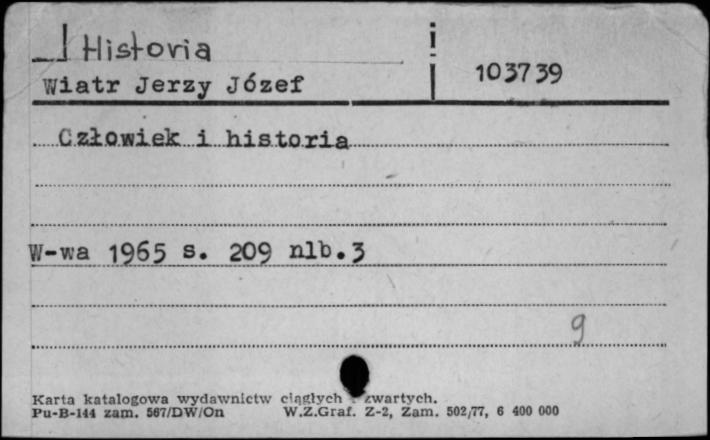 Historia
Wiatr Jerzy Józef
103739
Człowiek i historia
W-wa 1965 s. 209 nlb.3
9
Karta katalogowa wydawnictw ciągłych i zwartych.
Pu-B-144 zam. 567/DW/On W.Z.Graf. Z-2, Zam. 502/77, 6 400 000